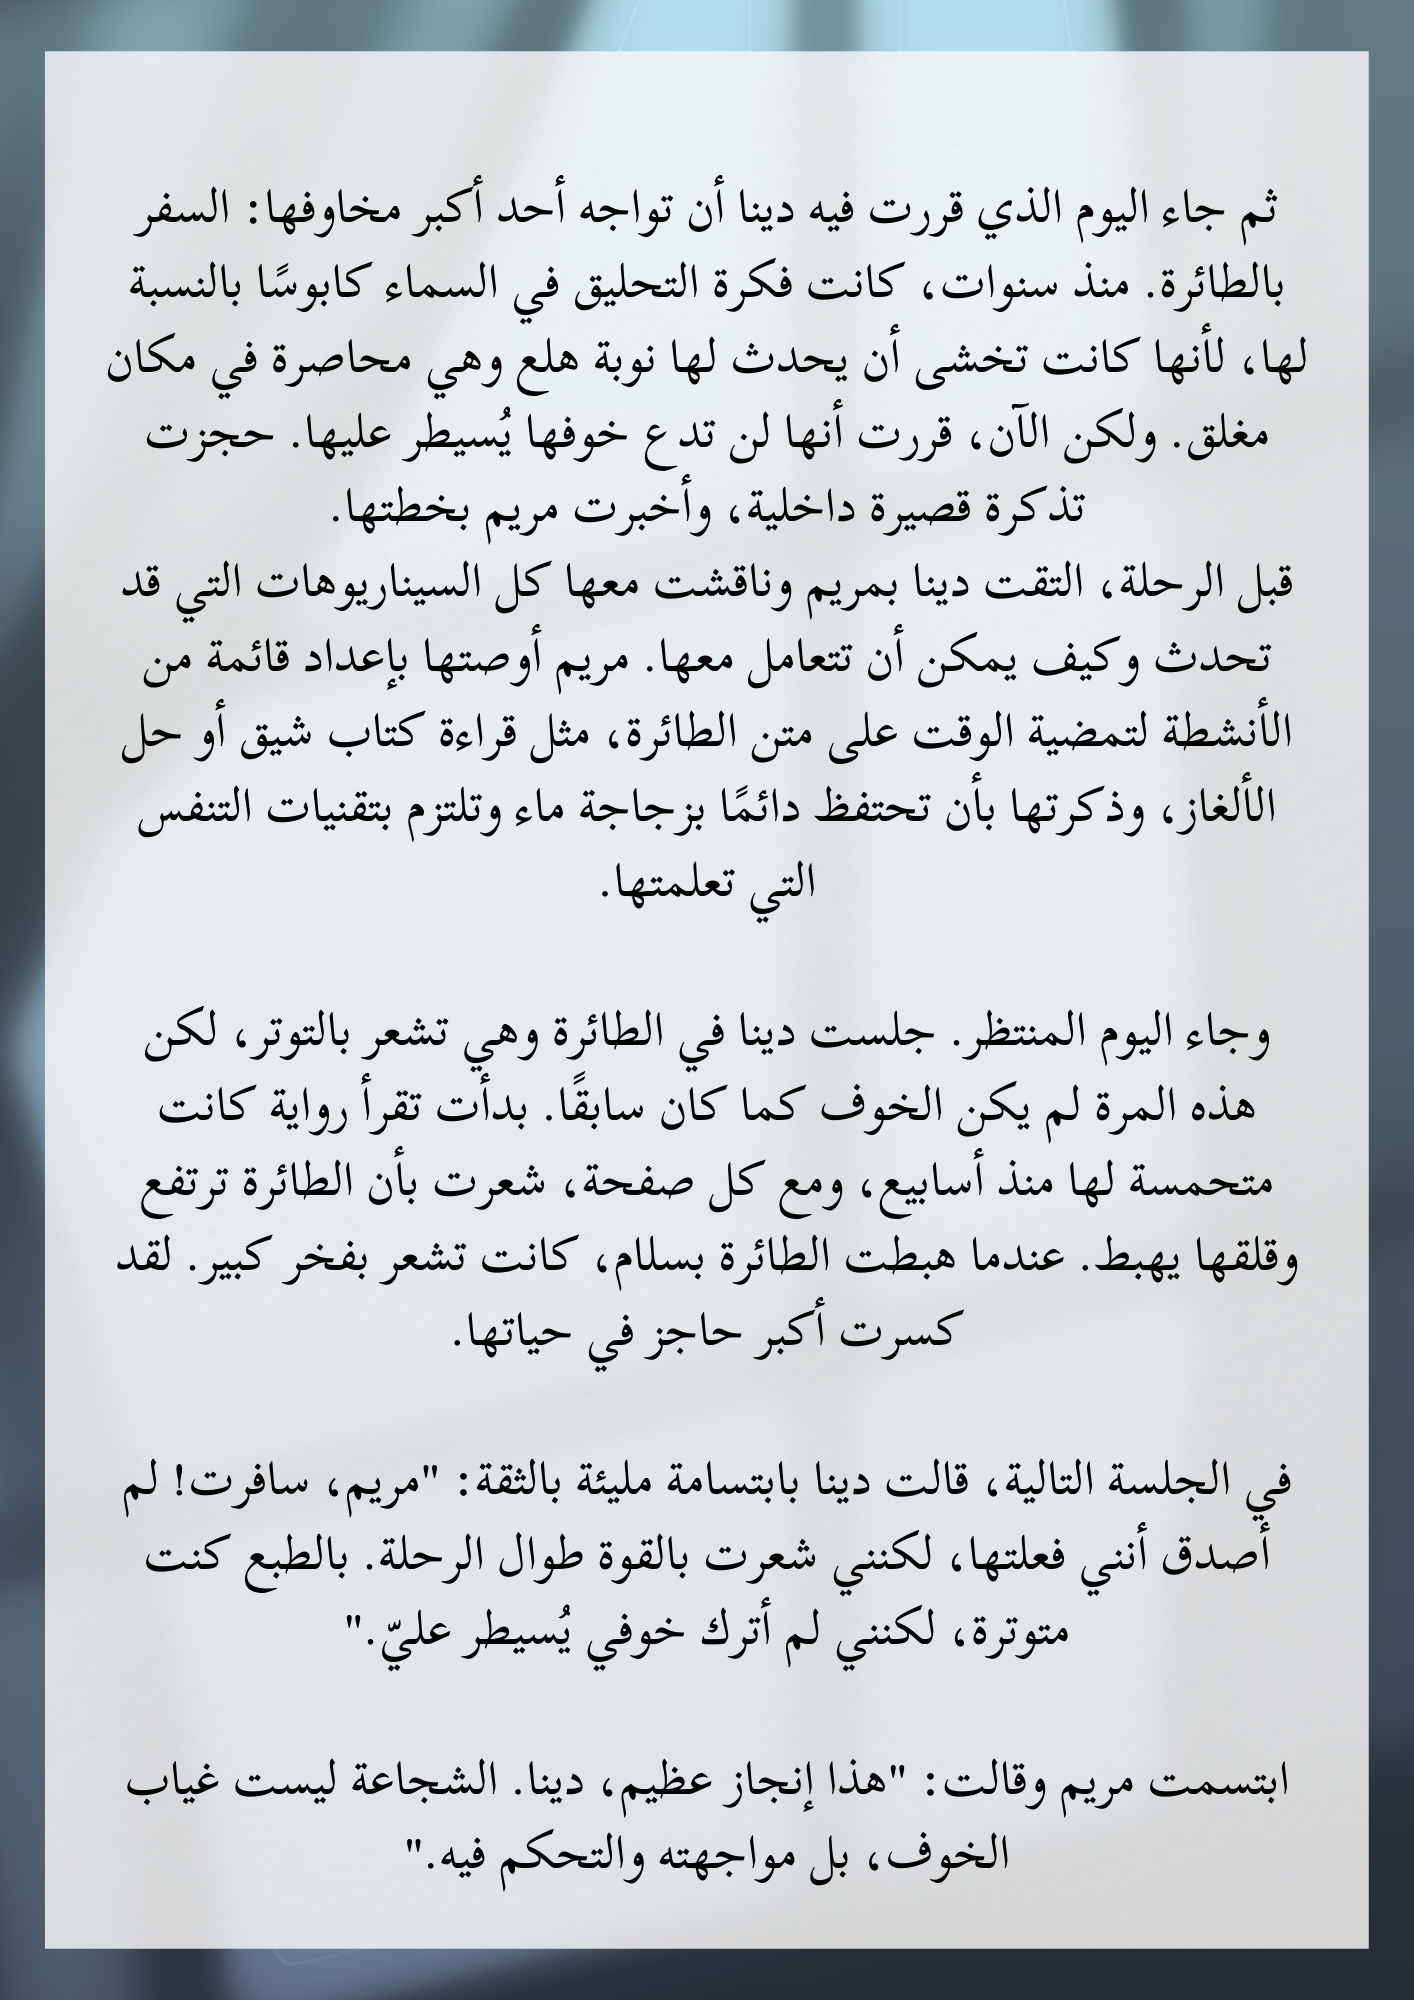 ثم جاء اليوم الذي قررت فيه دينا أن تواجه أحد أكبر مخاوفها: السفر
بالطائرة. منذ سنوات، كانت فكرة التحليق في السماء كابوسًا بالنسبة
لها، لأنها كانت تخشى أن يحدث لها نوبة هلع وهي محاصرة في مكان
مغلق. ولكن الآن، قررت أنها لن تدع خوفها يُسيطر عليها. حجزت
تذكرة قصيرة داخلية، وأخبرت مريم بخطتها.
قبل الرحلة، التقت دينا بمريم وناقشت معها كل السيناريوهات التي قد
تحدث وكيف يمكن أن تتعامل معها. مريم أوصتها بإعداد قائمة من
الأنشطة لتمضية الوقت على متن الطائرة، مثل قراءة كتاب شيق أو حل
الألغاز، وذكرتها بأن تحتفظ دائمًا بزجاجة ماء وتلتزم بتقنيات التنفس
التي تعلمتها.
وجاء اليوم المنتظر. جلست دينا في الطائرة وهي تشعر بالتوتر، لكن
هذه المرة لم يكن الخوف كما كان سابقًا. بدأت تقرأ رواية كانت
متحمسة لها منذ أسابيع، ومع كل صفحة، شعرت بأن الطائرة ترتفع
وقلقها يهبط. عندما هبطت الطائرة بسلام، كانت تشعر بفخر كبير. لقد
كسرت أكبر حاجز في حياتها.
في الجلسة التالية، قالت دينا بابتسامة مليئة بالثقة: "مريم، سافرت! لم
أصدق أنني فعلتها، لكنني شعرت بالقوة طوال الرحلة. بالطبع كنت
متوترة، لكنني لم أترك خوفي يُسيطر عليّ."
ابتسمت مريم وقالت: "هذا إنجاز عظيم، دينا. الشجاعة ليست غياب
الخوف، بل مواجهته والتحكم فيه."